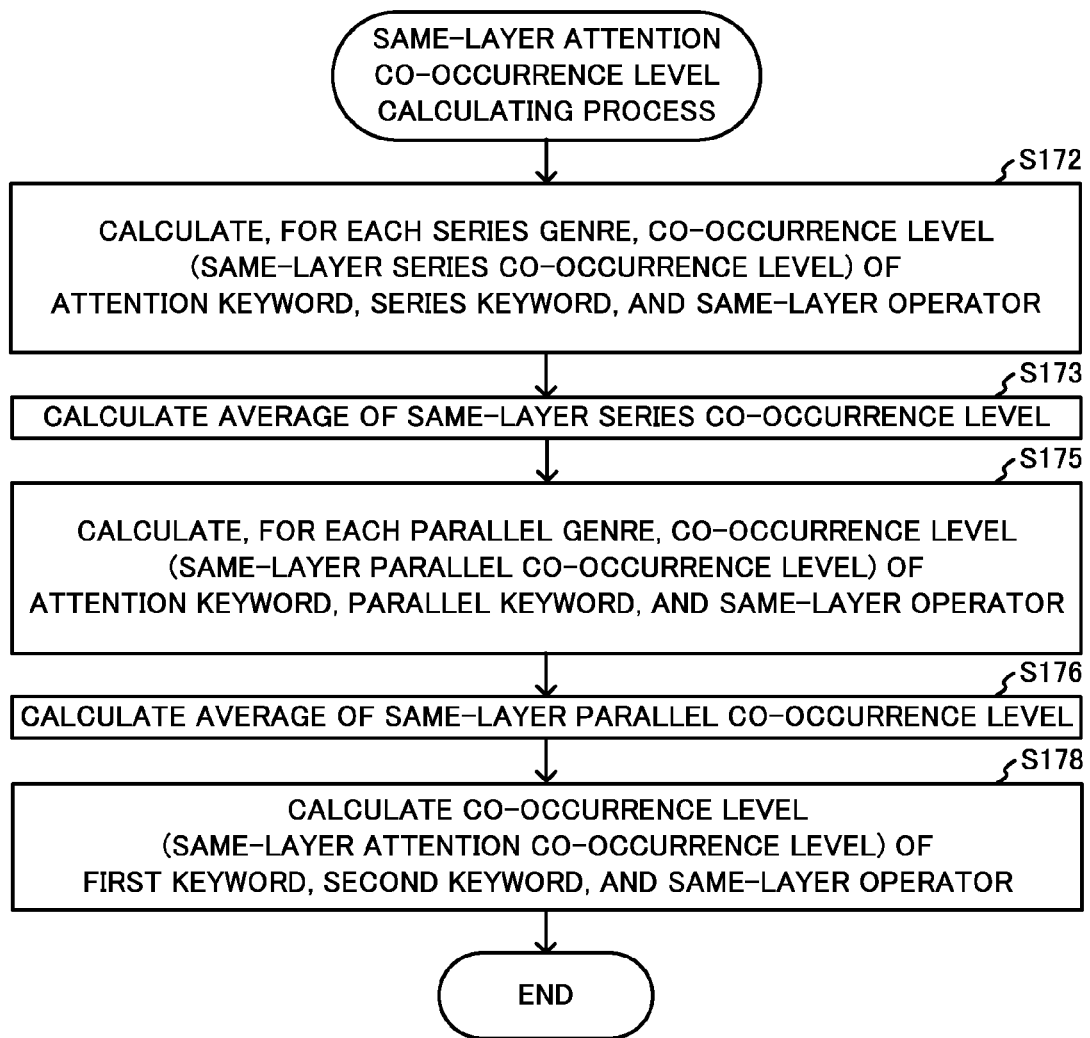 SAME-LAYER ATTENTION
CO-OCCURRENCE LEVEL
CALCULATING PROCESS
S172
CALCULATE, FOR EACH SERIES GENRE, CO-OCCURRENCE LEVEL
(SAME-LAYER SERIES CO-OCCURRENCE LEVEL) OF
ATTENTION KEYWORD, SERIES KEYWORD, AND SAME-LAYER OPERATOR
S173
CALCULATE AVERAGE OF SAME-LAYER SERIES CO-OCCURRENCE LEVEL
S175
CALCULATE, FOR EACH PARALLEL GENRE, CO-OCCURRENCE LEVEL
(SAME-LAYER PARALLEL CO-OCCURRENCE LEVEL) OF
ATTENTION KEYWORD, PARALLEL KEYWORD, AND SAME-LAYER OPERATOR
S176
CALCULATE AVERAGE OF SAME-LAYER PARALLEL CO-OCCURRENCE LEVEL
S178
CALCULATE CO-OCCURRENCE LEVEL
(SAME-LAYER ATTENTION CO-OCCURRENCE LEVEL) OF
FIRST KEYWORD, SECOND KEYWORD, AND SAME-LAYER OPERATOR
END